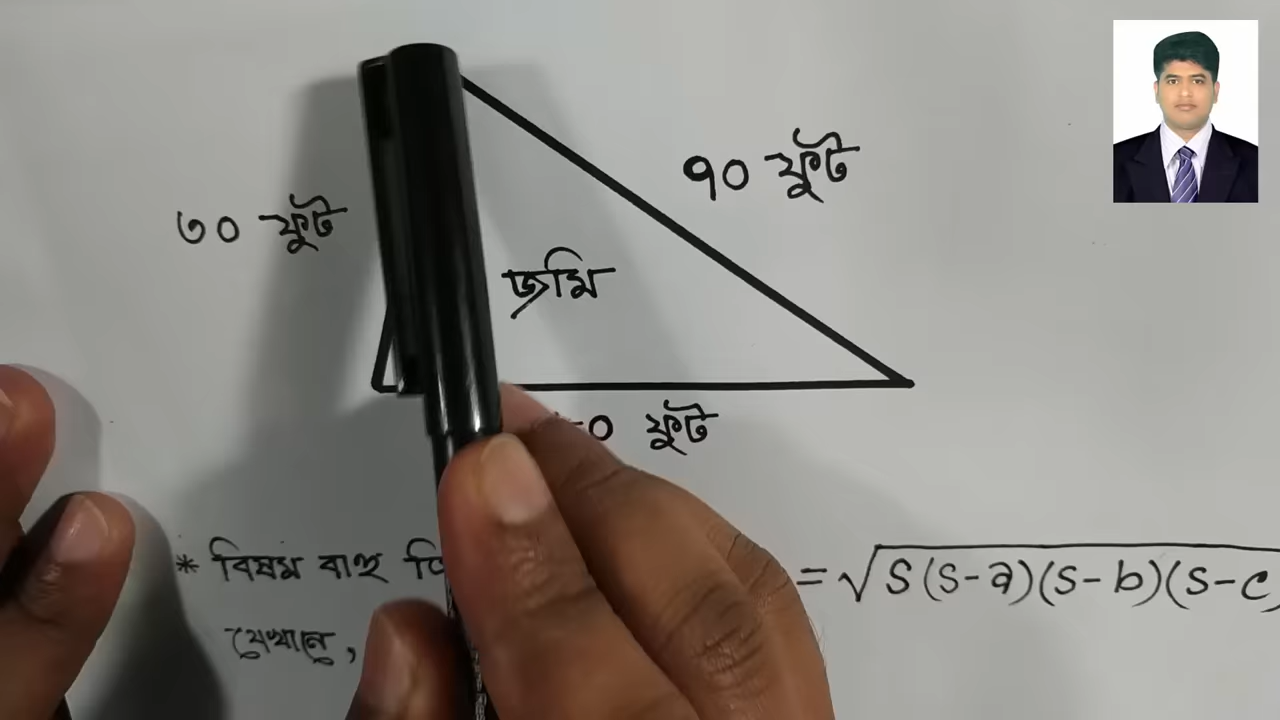 ৭০ ফুট
৩০ ফুট
জমি
ফুট
* বিষম বাহু = √S(S-a)(S-b)(S-c)
যেখানে,